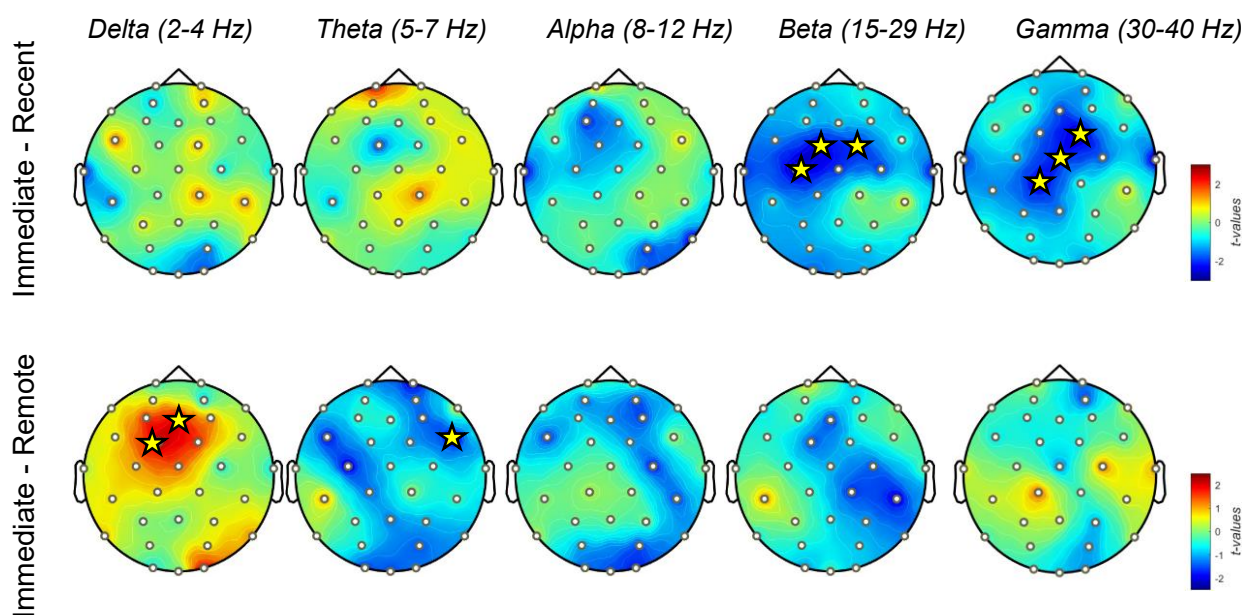 Delta (2-4 Hz) Theta (5-7 Hz) Alpha (8-12 Hz) Beta (15-29 Hz) Gamma (30-40 Hz)
Immediate - Recent
2
0
-2
t-values
Immediate - Remote
2
1
0
-1
-2
t-values